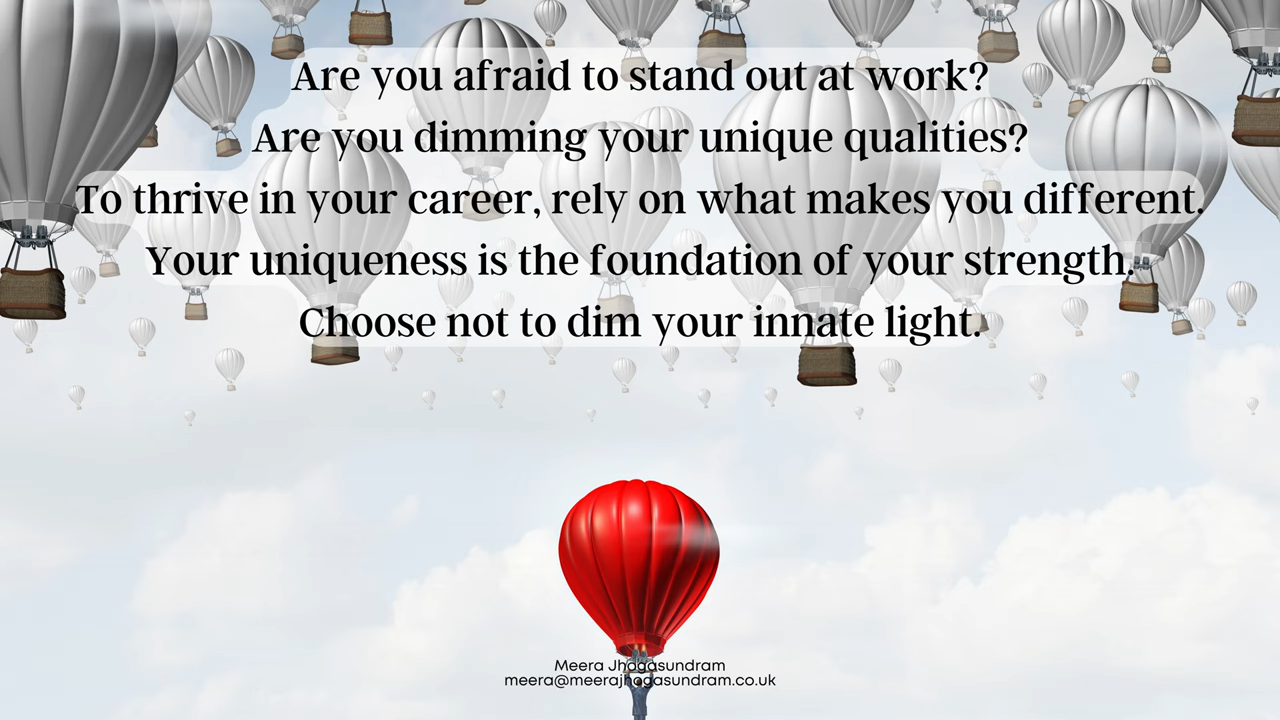 Are you afraid to stand out at work?
Are you dimming your unique qualities?
To thrive in your career, rely on what makes you different.
Your uniqueness is the foundation of your strength.
Choose not to dim your innate light.
Meera Jhogasundram
meera@meerajhogasundram.co.uk